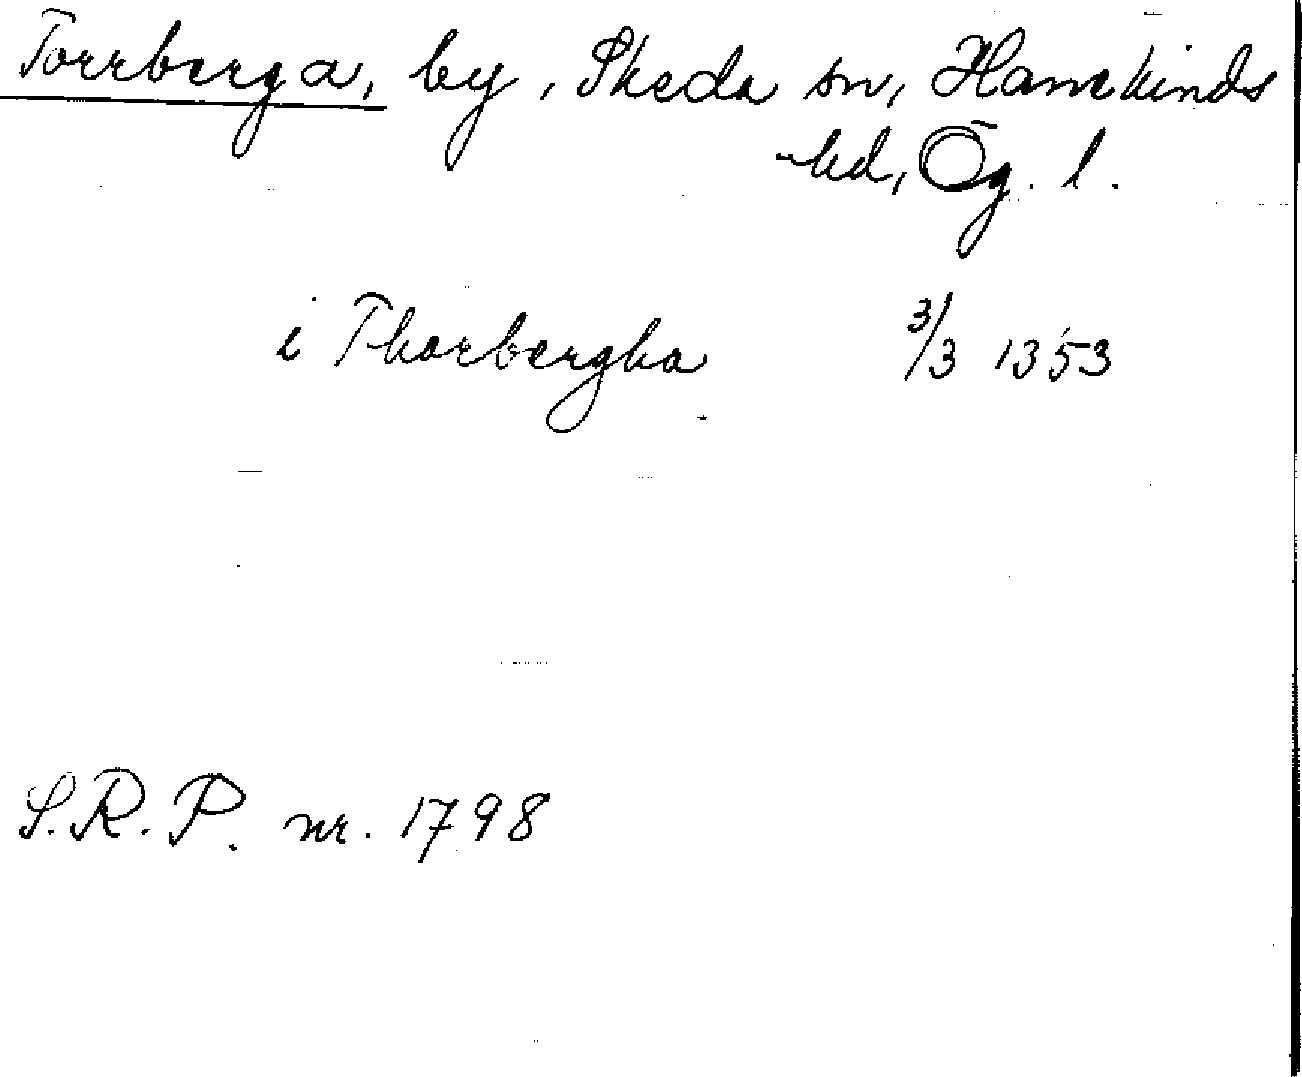 Torrberga, by, Skeda sn, Hanekinds
hd, Ög. l.
i Thorbergha 3/3 1353
S.R.P. nr. 1798